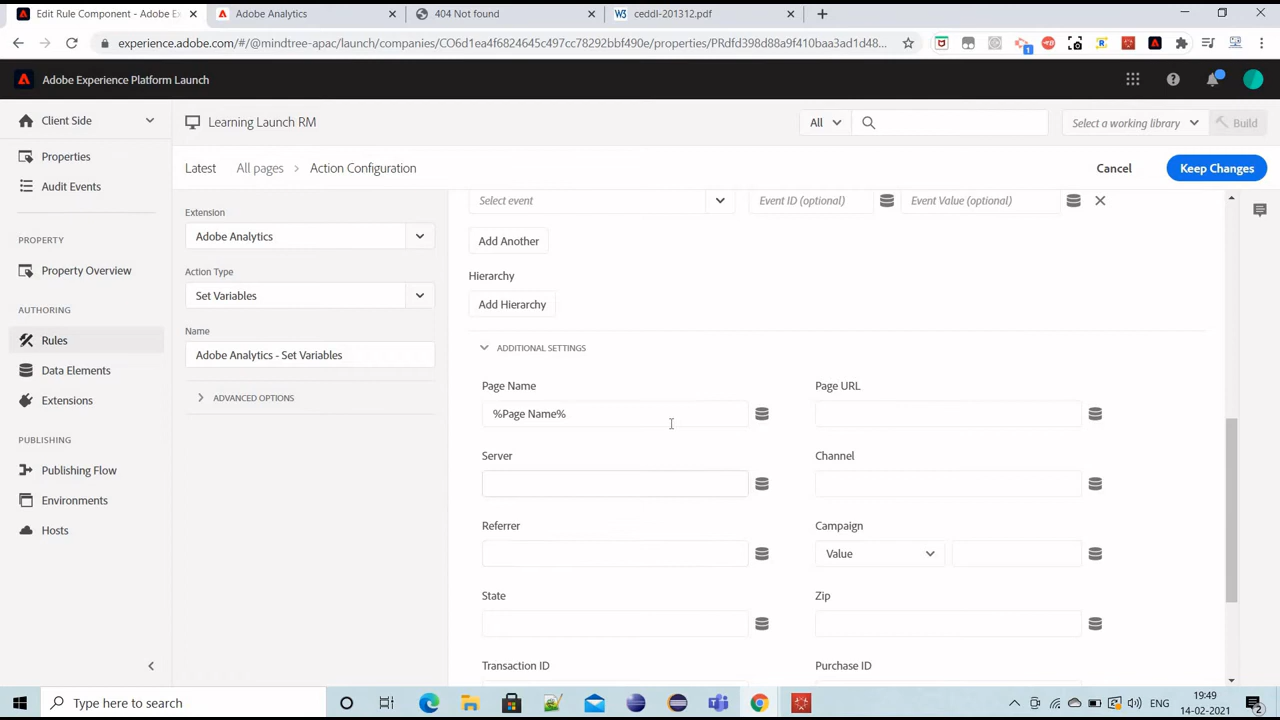 Edit Rule Component - Adobe Ex
Adobe Analytics
404 Not found
W3 ceddl-201312.pdf
experience.adobe.com/#/@mindtree-apac/launch/companies/CO6d1ea4f6824645c497cc78292bbf490e/properties/PRdfd398d88a9f410baa3ad1d48...
1
Adobe Experience Platform Launch
Client Side
Learning Launch RM
All
Select a working library
Build
Properties
Latest
All pages
Action Configuration
Cancel
Keep Changes
Audit Events
Extension
Select event
Event ID (optional)
Event Value (optional)
PROPERTY
Adobe Analytics
Add Another
Property Overview
Action Type
Hierarchy
Set Variables
Add Hierarchy
AUTHORING
Name
Rules
Adobe Analytics - Set Variables
ADDITIONAL SETTINGS
Data Elements
Page Name
Page URL
Extensions
ADVANCED OPTIONS
%Page Name%
PUBLISHING
Server
Channel
Publishing Flow
Environments
Hosts
Referrer
Campaign
Value
State
Zip
Transaction ID
Purchase ID
Type here to search
ENG
19:49
14-02-2021
2